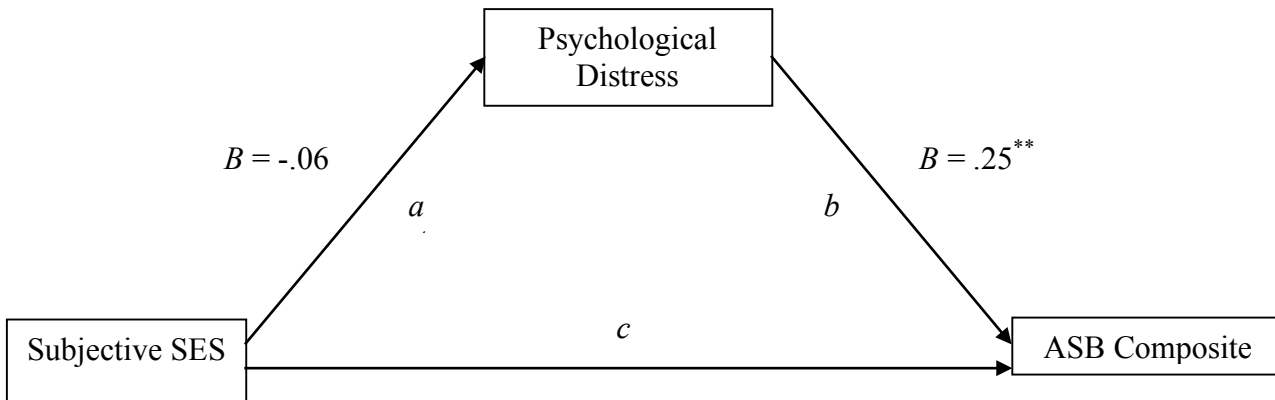 Psychological
Distress
B = -.06
B = .25**
a
b
c
Subjective SES
ASB Composite